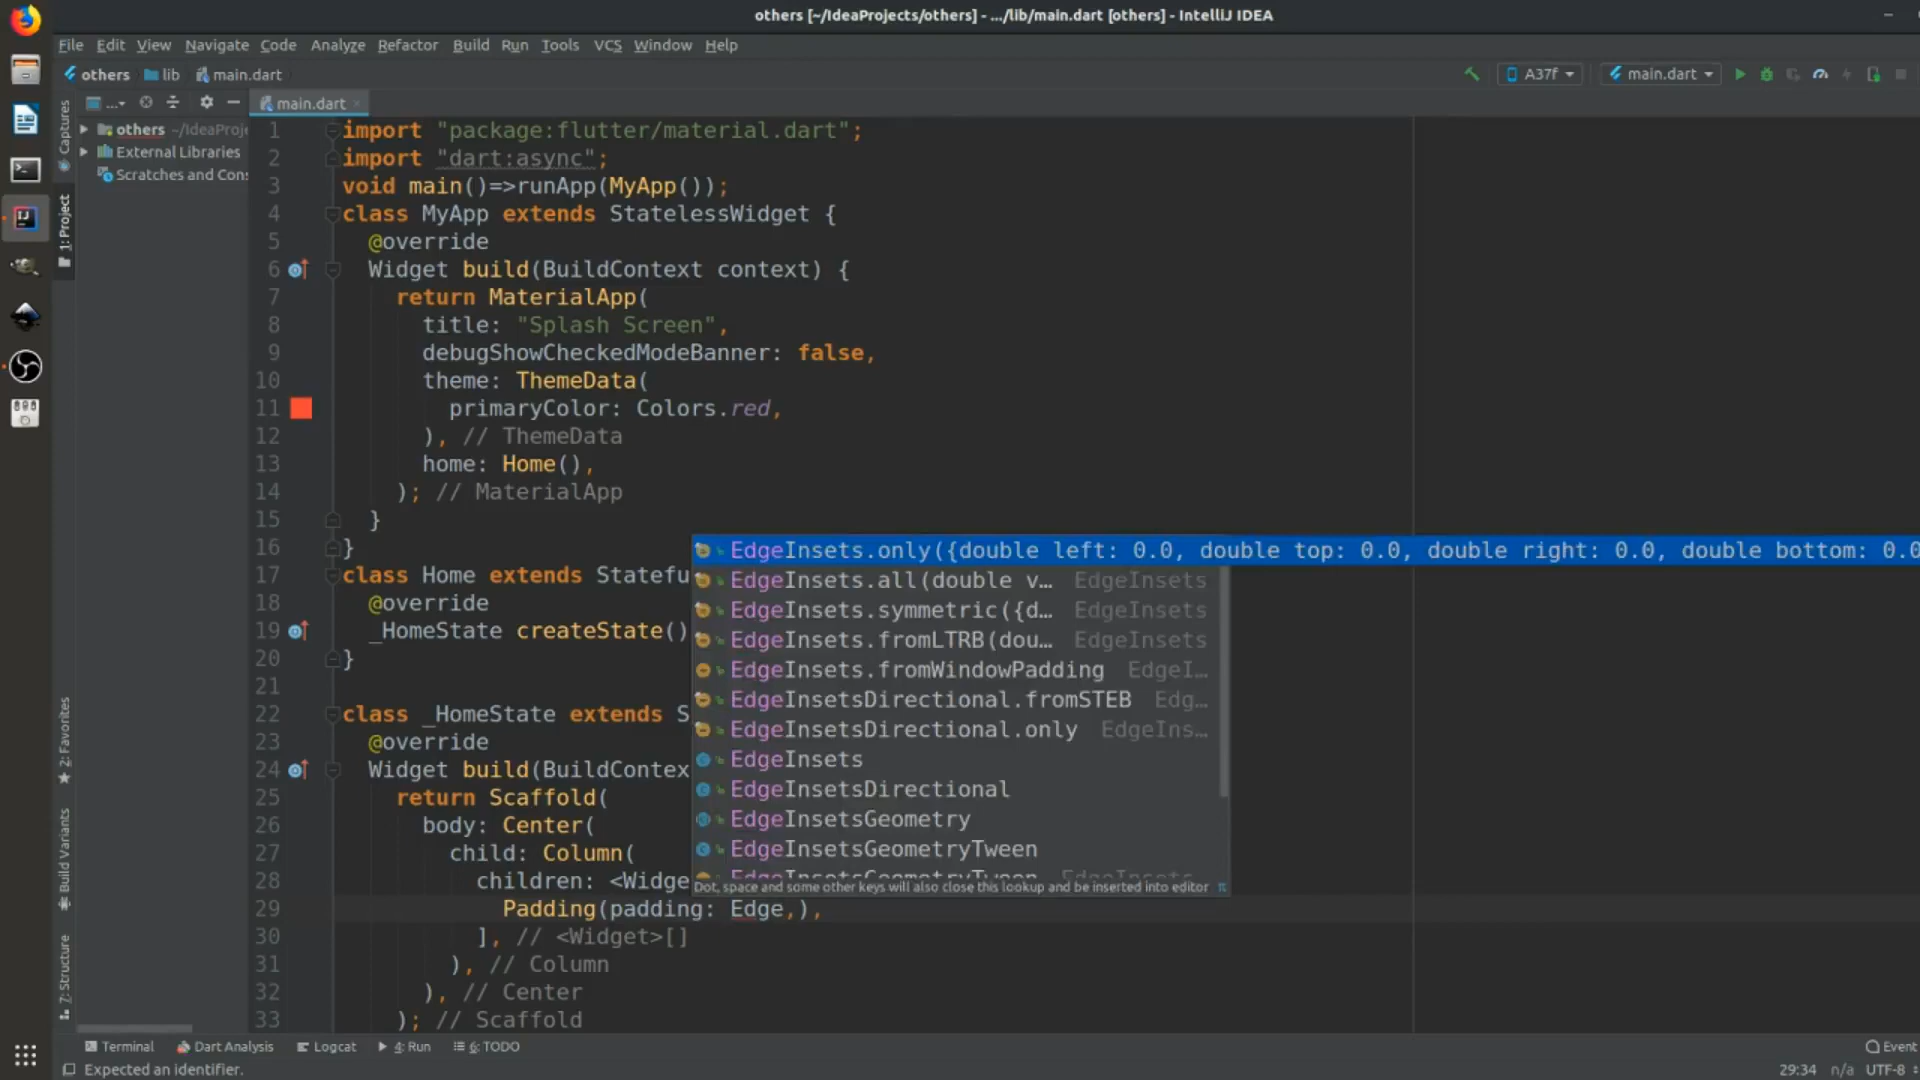 others [~/IdeaProjects/others] - .../lib/main.dart [others] - IntelliJ IDEA
File Edit View Navigate Code Analyze Refactor Build Run Tools VCS Window Help
others lib main.dart A37f main.dart
... main.dart
Captures
1: Project
2: Favorites
Build Variants
7: Structure
others ~/IdeaProje
External Libraries
Scratches and Cons
1 import "package:flutter/material.dart";
2 import "dart:async";
3 void main()=>runApp(MyApp());
4 class MyApp extends StatelessWidget {
5 @override
6 Widget build(BuildContext context) {
7 return MaterialApp(
8 title: "Splash Screen",
9 debugShowCheckedModeBanner: false,
10 theme: ThemeData(
11 primaryColor: Colors.red,
12 ), // ThemeData
13 home: Home(),
14 ); // MaterialApp
15 }
16 }
17 class Home extends Statefu
18 @override
19 _HomeState createState()
20 }
21
22 class _HomeState extends S
23 @override
24 Widget build(BuildContex
25 return Scaffold(
26 body: Center(
27 child: Column(
28 children: <Widge
29 Padding(padding: Edge,),
30 ], // <Widget>[]
31 ), // Column
32 ), // Center
33 ); // Scaffold
EdgeInsets.only({double left: 0.0, double top: 0.0, double right: 0.0, double bottom: 0.0
EdgeInsets.all(double v… EdgeInsets
EdgeInsets.symmetric({d… EdgeInsets
EdgeInsets.fromLTRB(dou… EdgeInsets
EdgeInsets.fromWindowPadding EdgeI…
EdgeInsetsDirectional.fromSTEB Edg…
EdgeInsetsDirectional.only EdgeIns…
EdgeInsets
EdgeInsetsDirectional
EdgeInsetsGeometry
EdgeInsetsGeometryTween
EdgeInsetsGeometryTween EdgeInsets
Dot, space and some other keys will also close this lookup and be inserted into editor π
Terminal Dart Analysis Logcat 4: Run 6: TODO Event
Expected an identifier. 29:34 n/a UTF-8